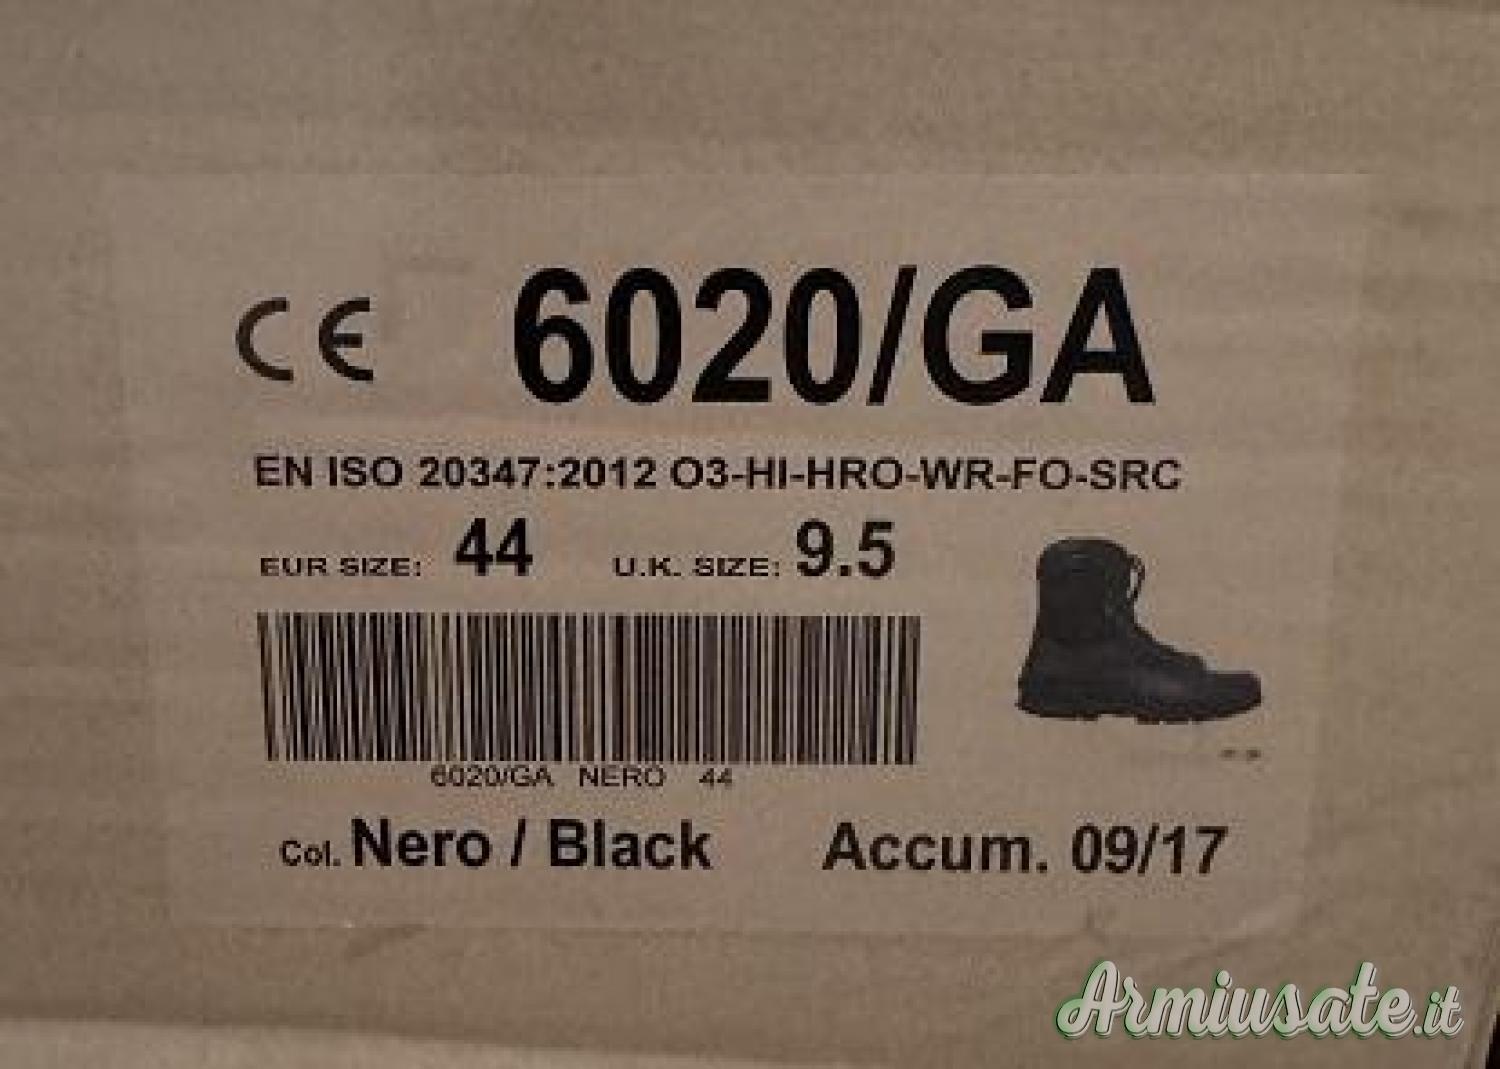 CE 6020/GA
EN ISO 20347:2012 O3-HI-HRO-WR-FO-SRC
EUR SIZE: 44 U.K. SIZE: 9.5
6020/GA NERO 44
Col. Nero / Black Accum. 09/17
Armiusate.it